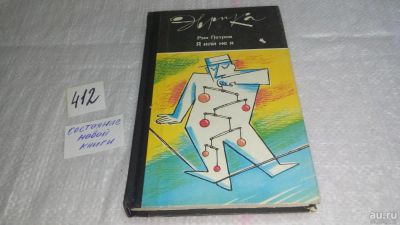 эврика
Рэм Петров
Я или не я
412
состояние
новой
книги
au.ru